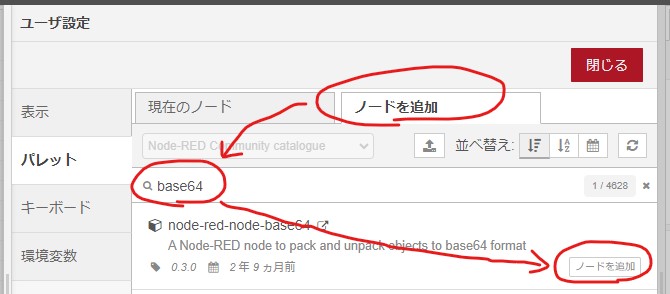 ユーザ設定
閉じる
表示
現在のノード
ノードを追加
パレット
Node-RED Community catalogue
並べ替え:
base64
1 / 4628
キーボード
node-red-node-base64
A Node-RED node to pack and unpack objects to base64 format
環境変数
0.3.0
2 年 9 ヵ月前
ノードを追加